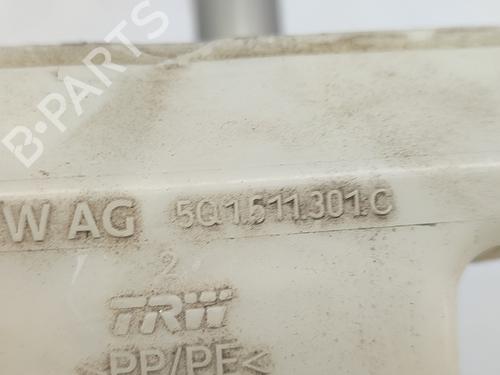 B-PARTS
W AG 5Q1.611.301.C
2
TRW
>PP/PE<